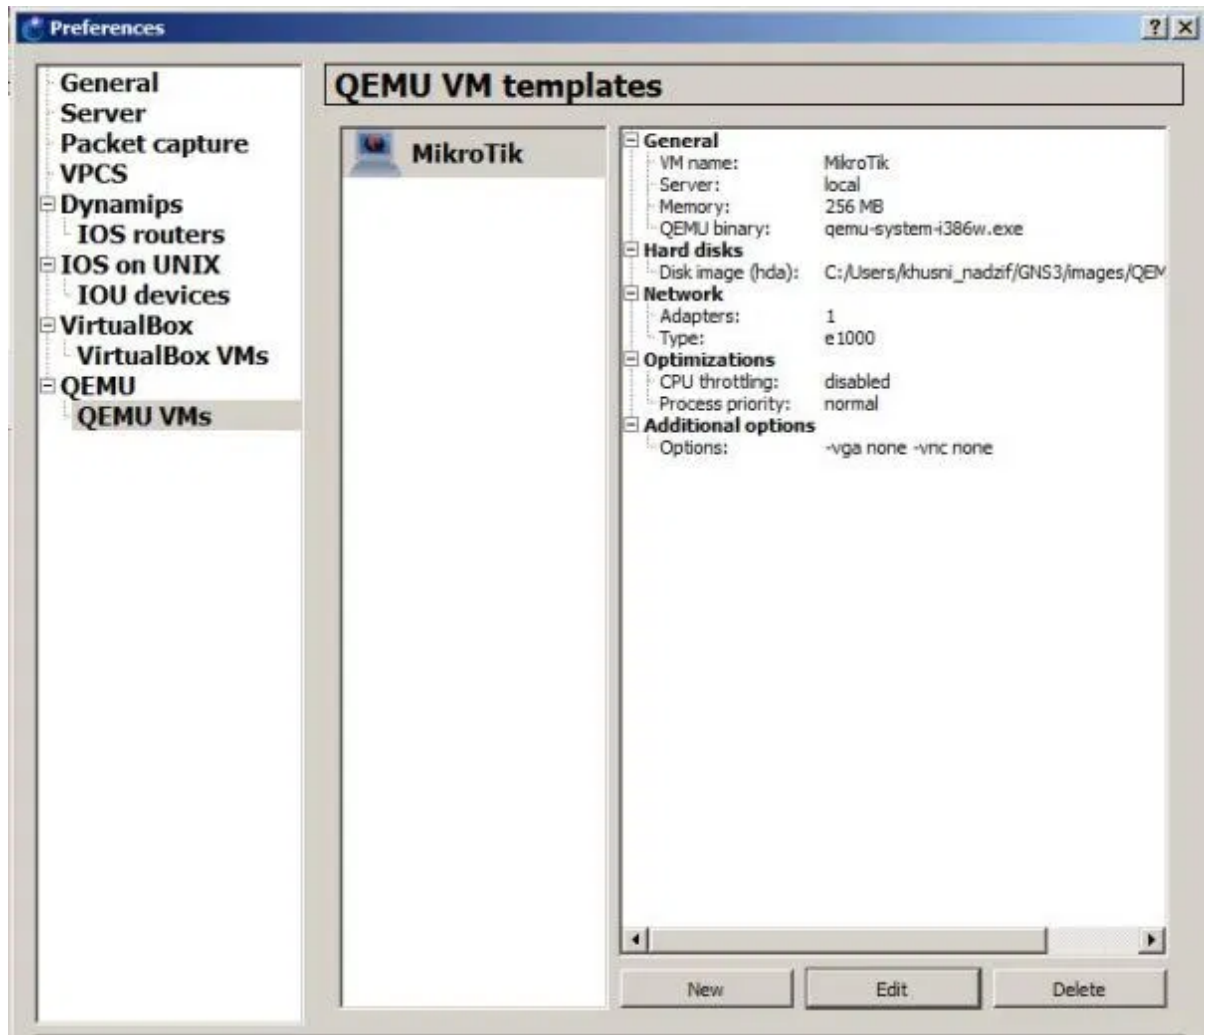 Preferences
General
Server
Packet capture
VPCS
Dynamips
IOS routers
IOS on UNIX
IOU devices
VirtualBox
VirtualBox VMs
QEMU
QEMU VMs
QEMU VM templates
MikroTik
General
VM name: MikroTik
Server: local
Memory: 256 MB
QEMU binary: qemu-system-i386w.exe
Hard disks
Disk image (hda): C:/Users/khusni_nadzif/GNS3/images/QEM
Network
Adapters: 1
Type: e1000
Optimizations
CPU throttling: disabled
Process priority: normal
Additional options
Options: -vga none -vnc none
New Edit Delete